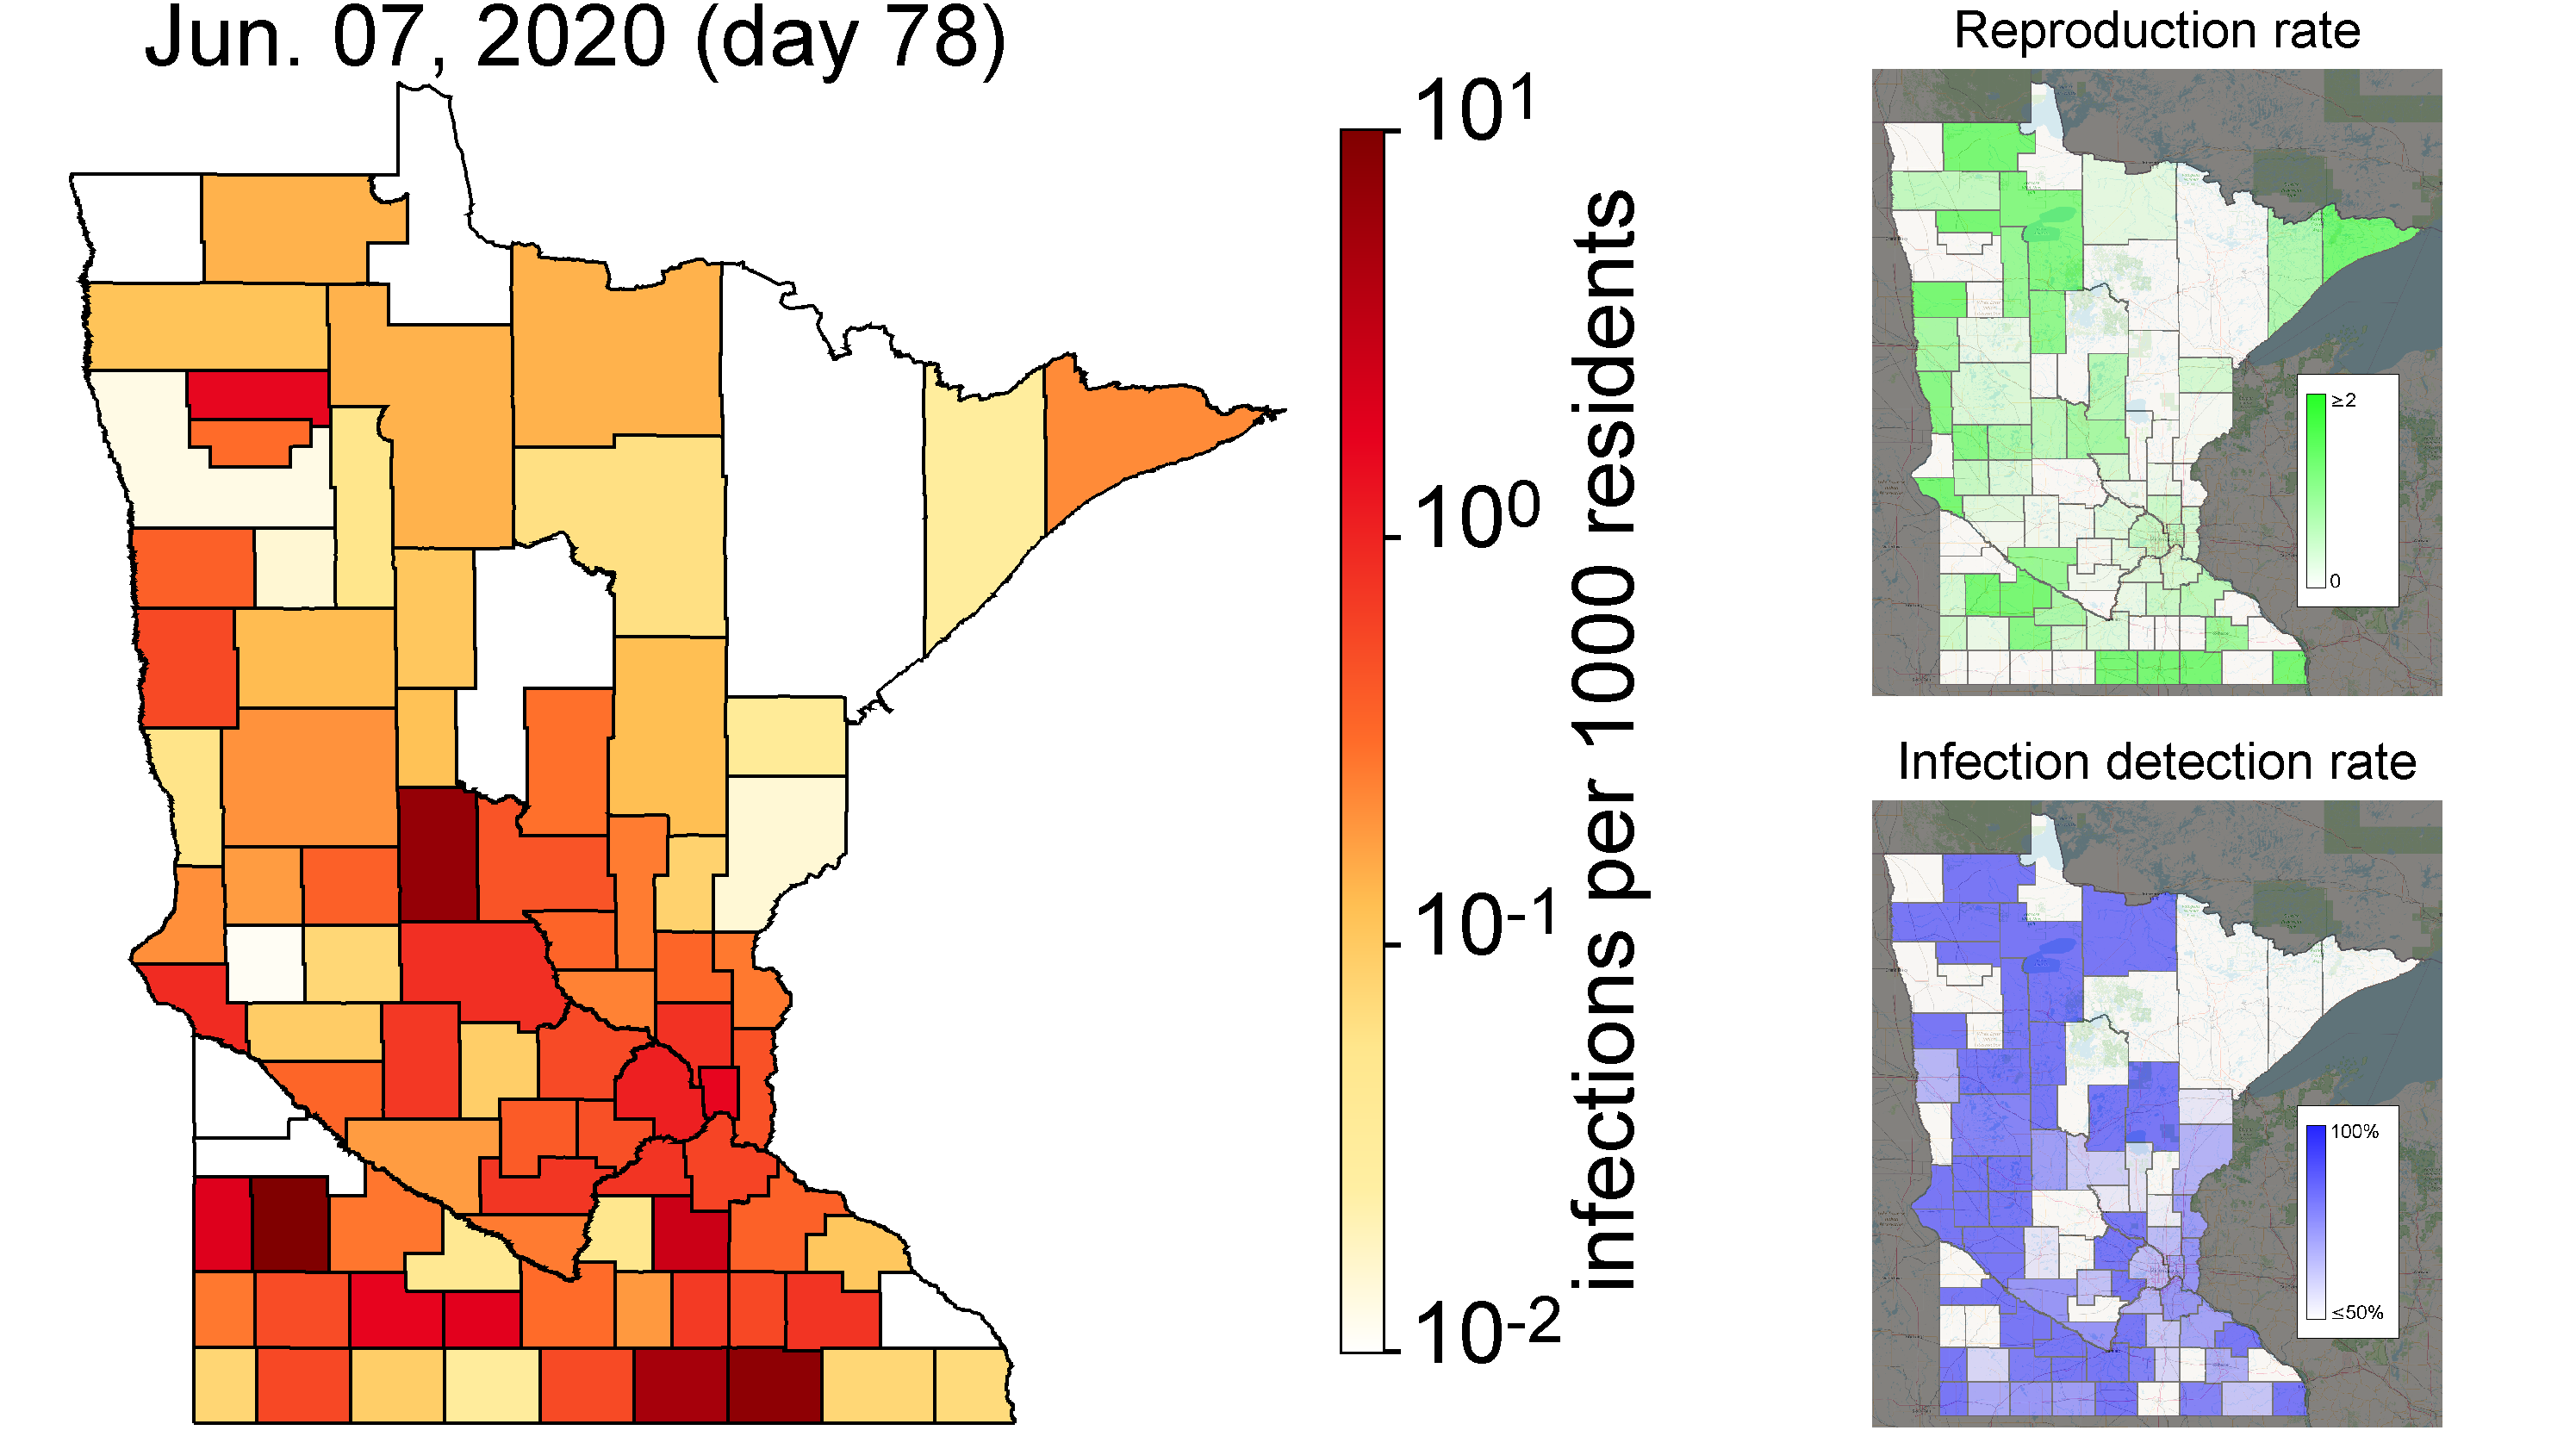 Jun. 07, 2020 (day 78)
10¹
10⁰
10⁻¹
10⁻²
infections per 1000 residents
Reproduction rate
≥2
0
Infection detection rate
100%
≤50%